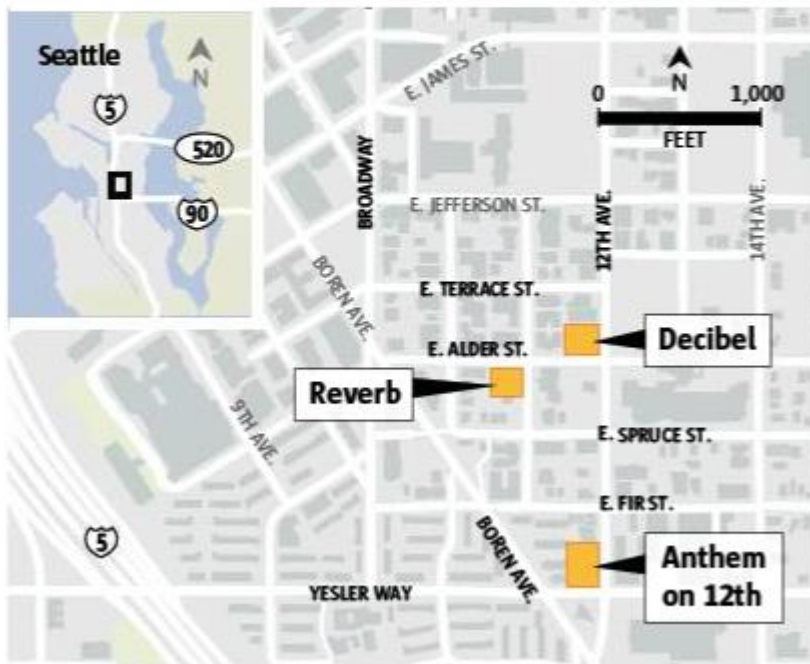 Seattle
N
5
520
90
N
0 1,000
FEET
E. JAMES ST.
BROADWAY
E. JEFFERSON ST.
12TH AVE.
14TH AVE.
BOREN AVE.
E. TERRACE ST.
Decibel
E. ALDER ST.
Reverb
9TH AVE.
E. SPRUCE ST.
E. FIR ST.
5
BOREN AVE.
Anthem
on 12th
YESLER WAY